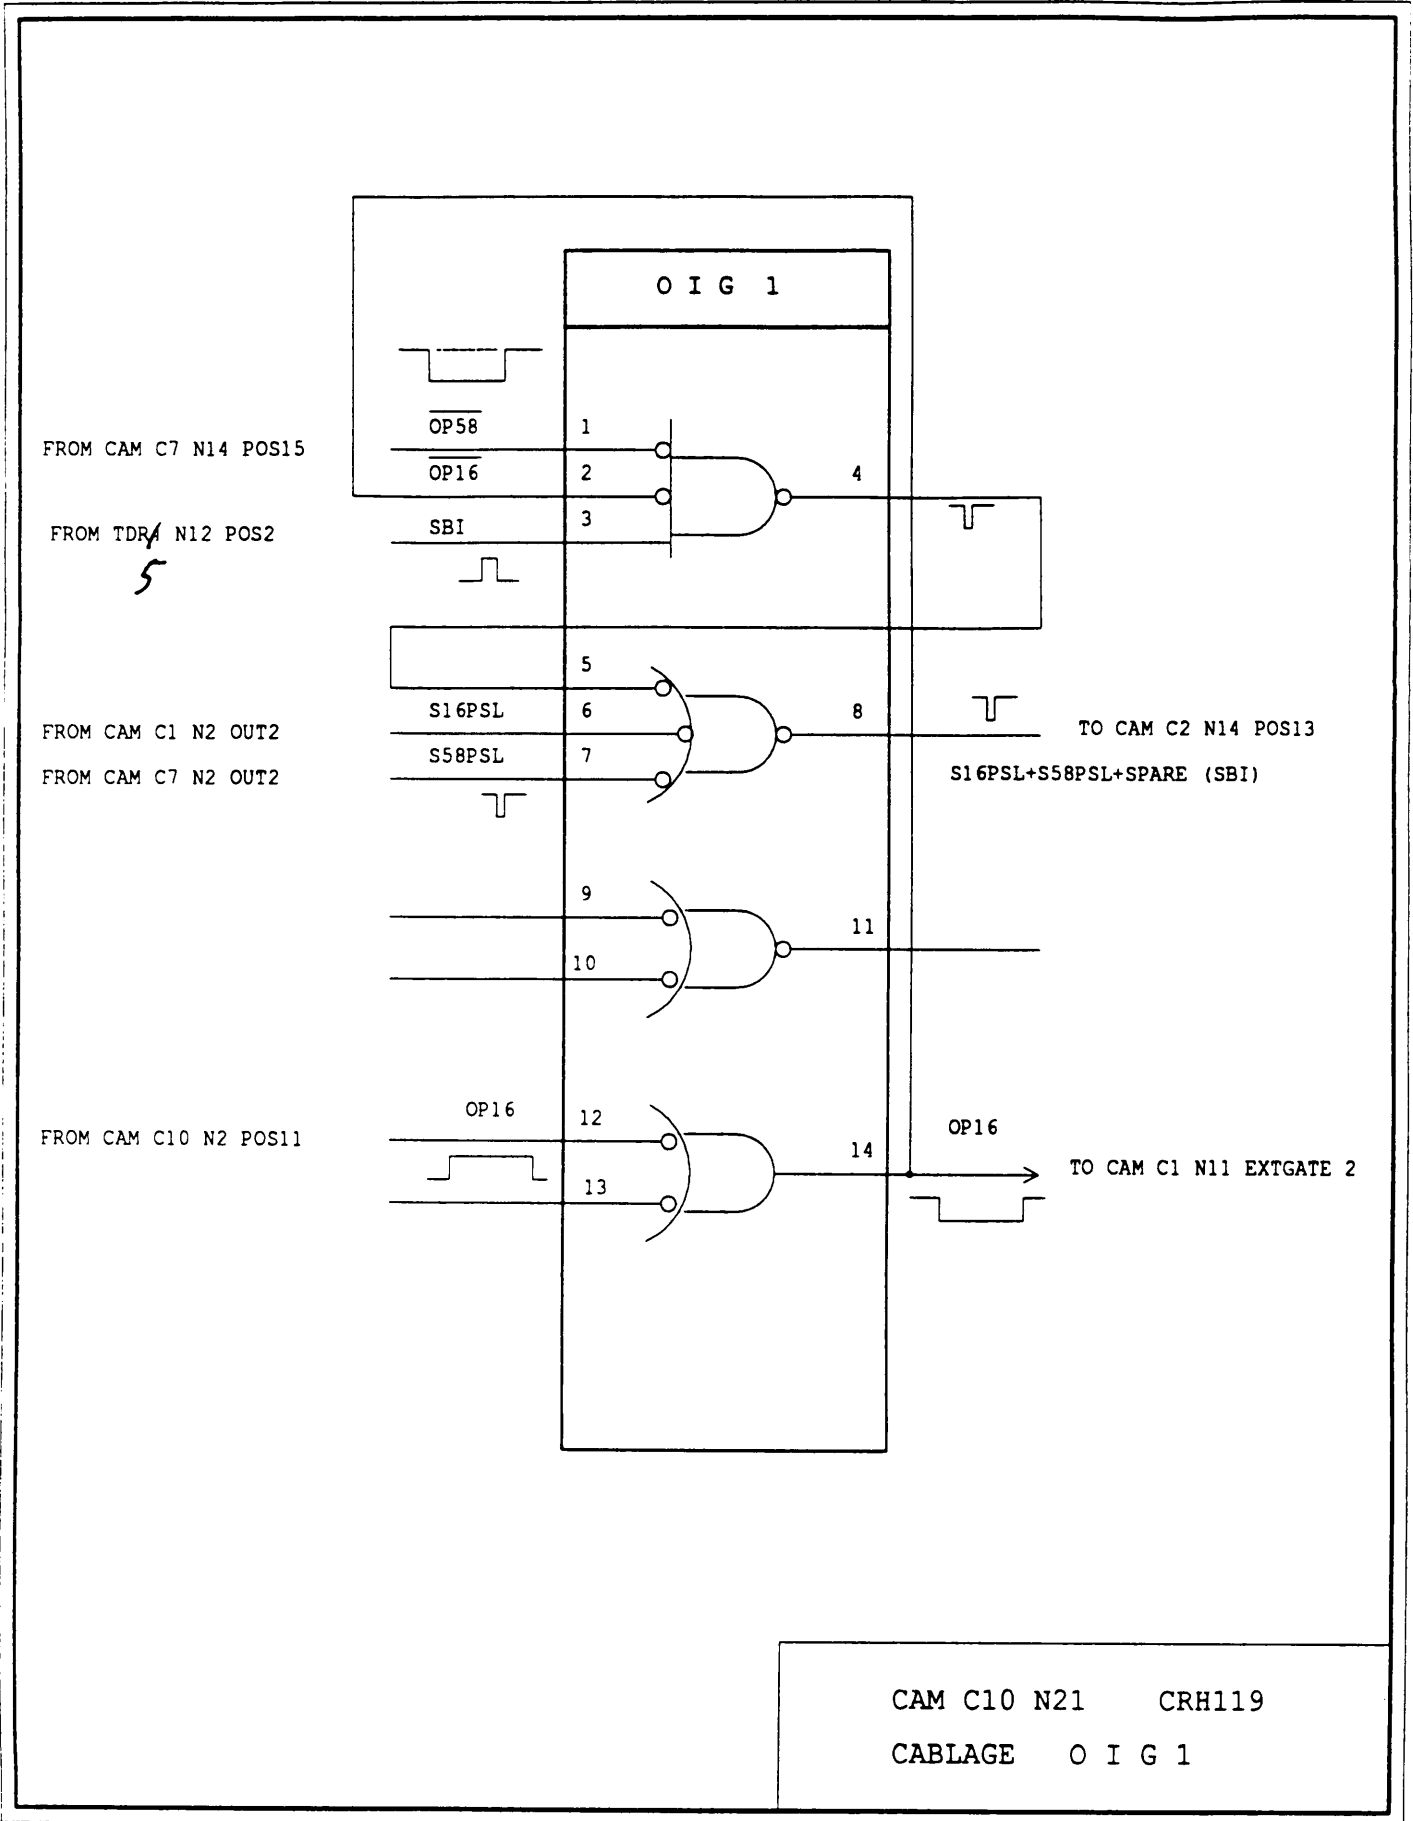 O I G 1
OP58
1
FROM CAM C7 N14 POS15
OP16
2
4
SBI
3
FROM TDR N12 POS2
5
5
S16PSL
6
8
FROM CAM C1 N2 OUT2
TO CAM C2 N14 POS13
S58PSL
7
FROM CAM C7 N2 OUT2
S16PSL+S58PSL+SPARE (SBI)
9
11
10
OP16
12
OP16
FROM CAM C10 N2 POS11
14
TO CAM C1 N11 EXTGATE 2
13
CAM C10 N21 CRH119
CABLAGE O I G 1